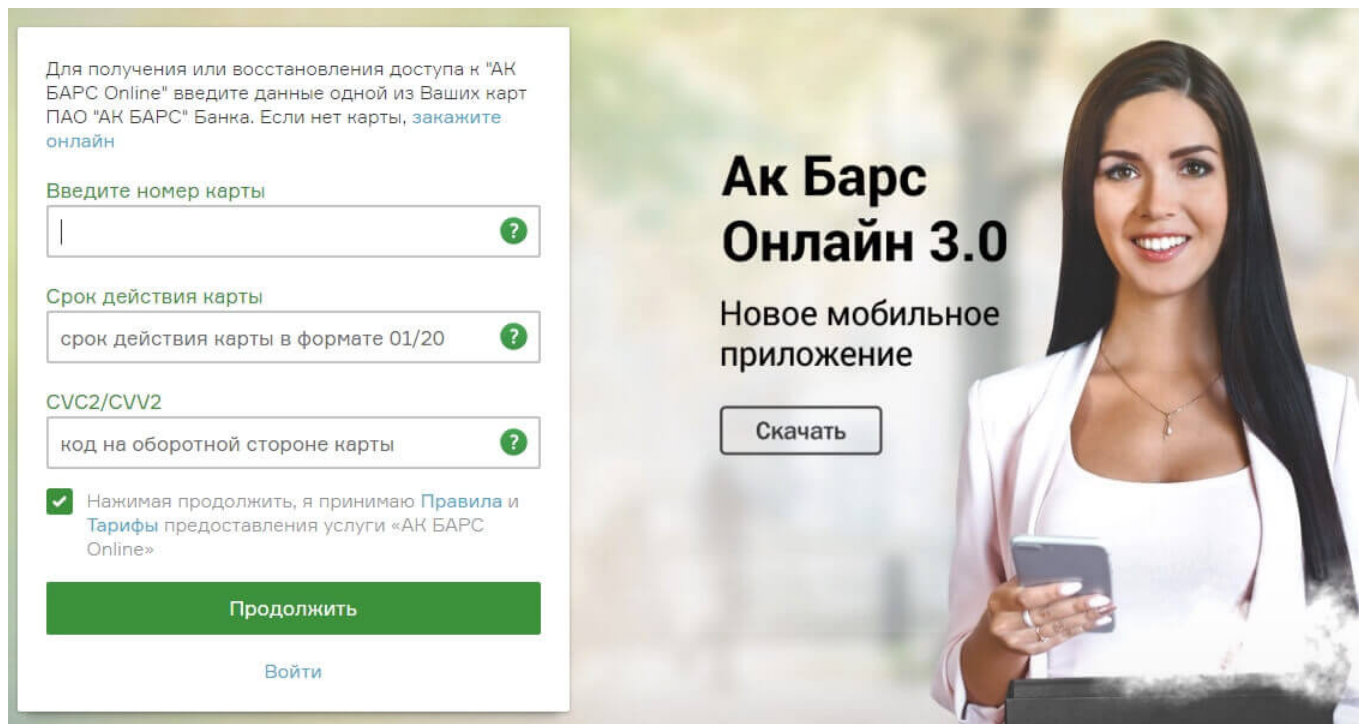 Для получения или восстановления доступа к "АК
БАРС Online" введите данные одной из Ваших карт
ПАО "АК БАРС" Банка. Если нет карты, закажите
онлайн
Введите номер карты
?
Срок действия карты
срок действия карты в формате 01/20
?
CVC2/CVV2
код на оборотной стороне карты
?
Нажимая продолжить, я принимаю Правила и
Тарифы предоставления услуги «АК БАРС
Online»
Продолжить
Войти
Ак Барс
Онлайн 3.0
Новое мобильное
приложение
Скачать